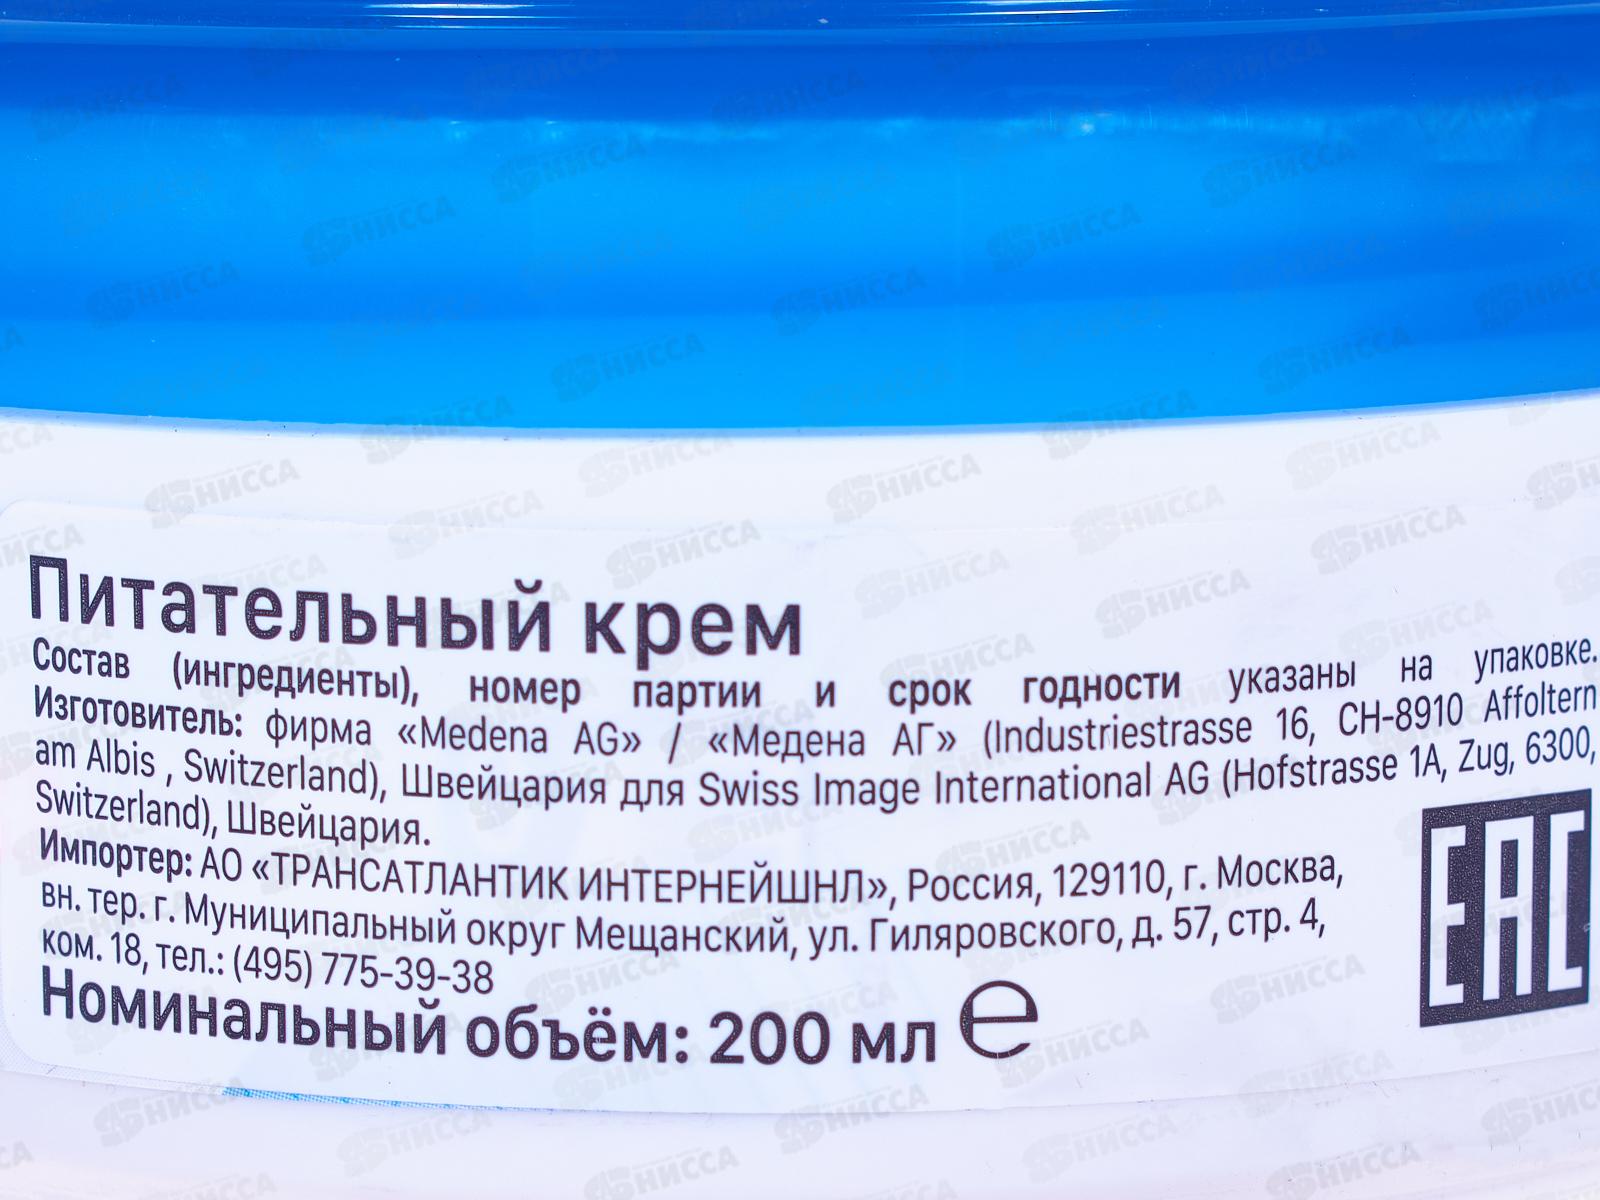 Питательный крем
Состав (ингредиенты), номер партии и срок годности указаны на упаковке.
Изготовитель: фирма «Medena AG» / «Медена АГ» (Industriestrasse 16, CH-8910 Affoltern
am Albis , Switzerland), Швейцария для Swiss Image International AG (Hofstrasse 1A, Zug, 6300,
Switzerland), Швейцария.
Импортер: АО «ТРАНСАТЛАНТИК ИНТЕРНЕЙШНЛ», Россия, 129110, г. Москва,
вн. тер. г. Муниципальный округ Мещанский, ул. Гиляровского, д. 57, стр. 4,
ком. 18, тел.: (495) 775-39-38
Номинальный объём: 200 мл ℮
EAC